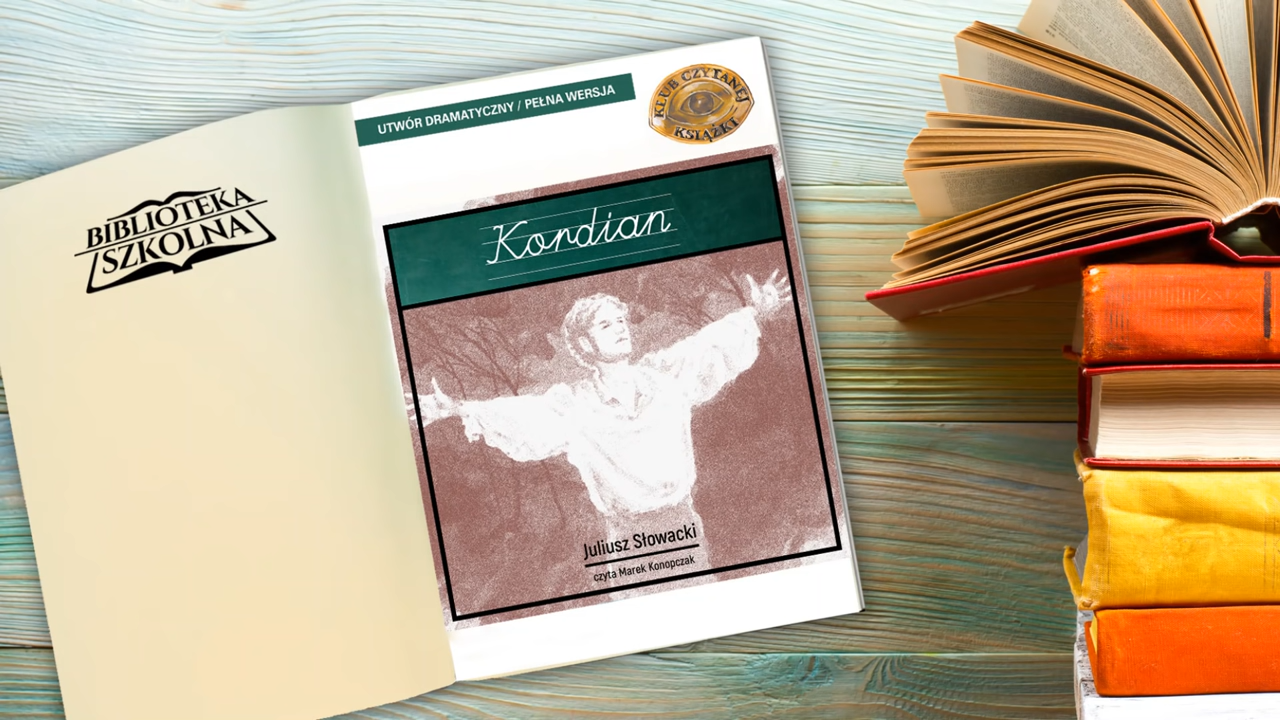 BIBLIOTEKA
SZKOLNA
UTWÓR DRAMATYCZNY / PEŁNA WERSJA
KLUB CZYTANEJ
KSIĄŻKI
Kordian
Juliusz Słowacki
czyta Marek Konopczak